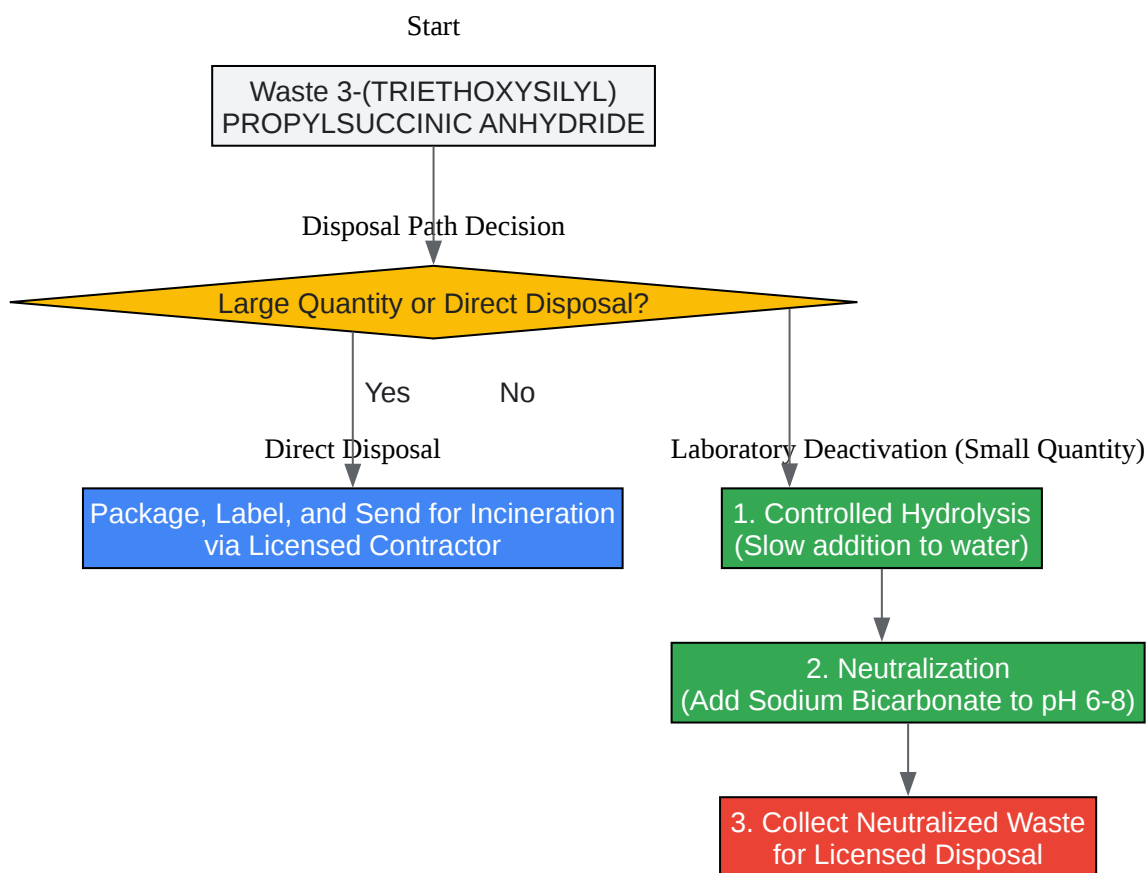 Start
Waste 3-(TRIETHOXYSILYL)
PROPYLSUCCINIC ANHYDRIDE
Disposal Path Decision
Large Quantity or Direct Disposal?
Yes
No
Direct Disposal
Package, Label, and Send for Incineration
via Licensed Contractor
Laboratory Deactivation (Small Quantity)
1. Controlled Hydrolysis
(Slow addition to water)
2. Neutralization
(Add Sodium Bicarbonate to pH 6-8)
3. Collect Neutralized Waste
for Licensed Disposal